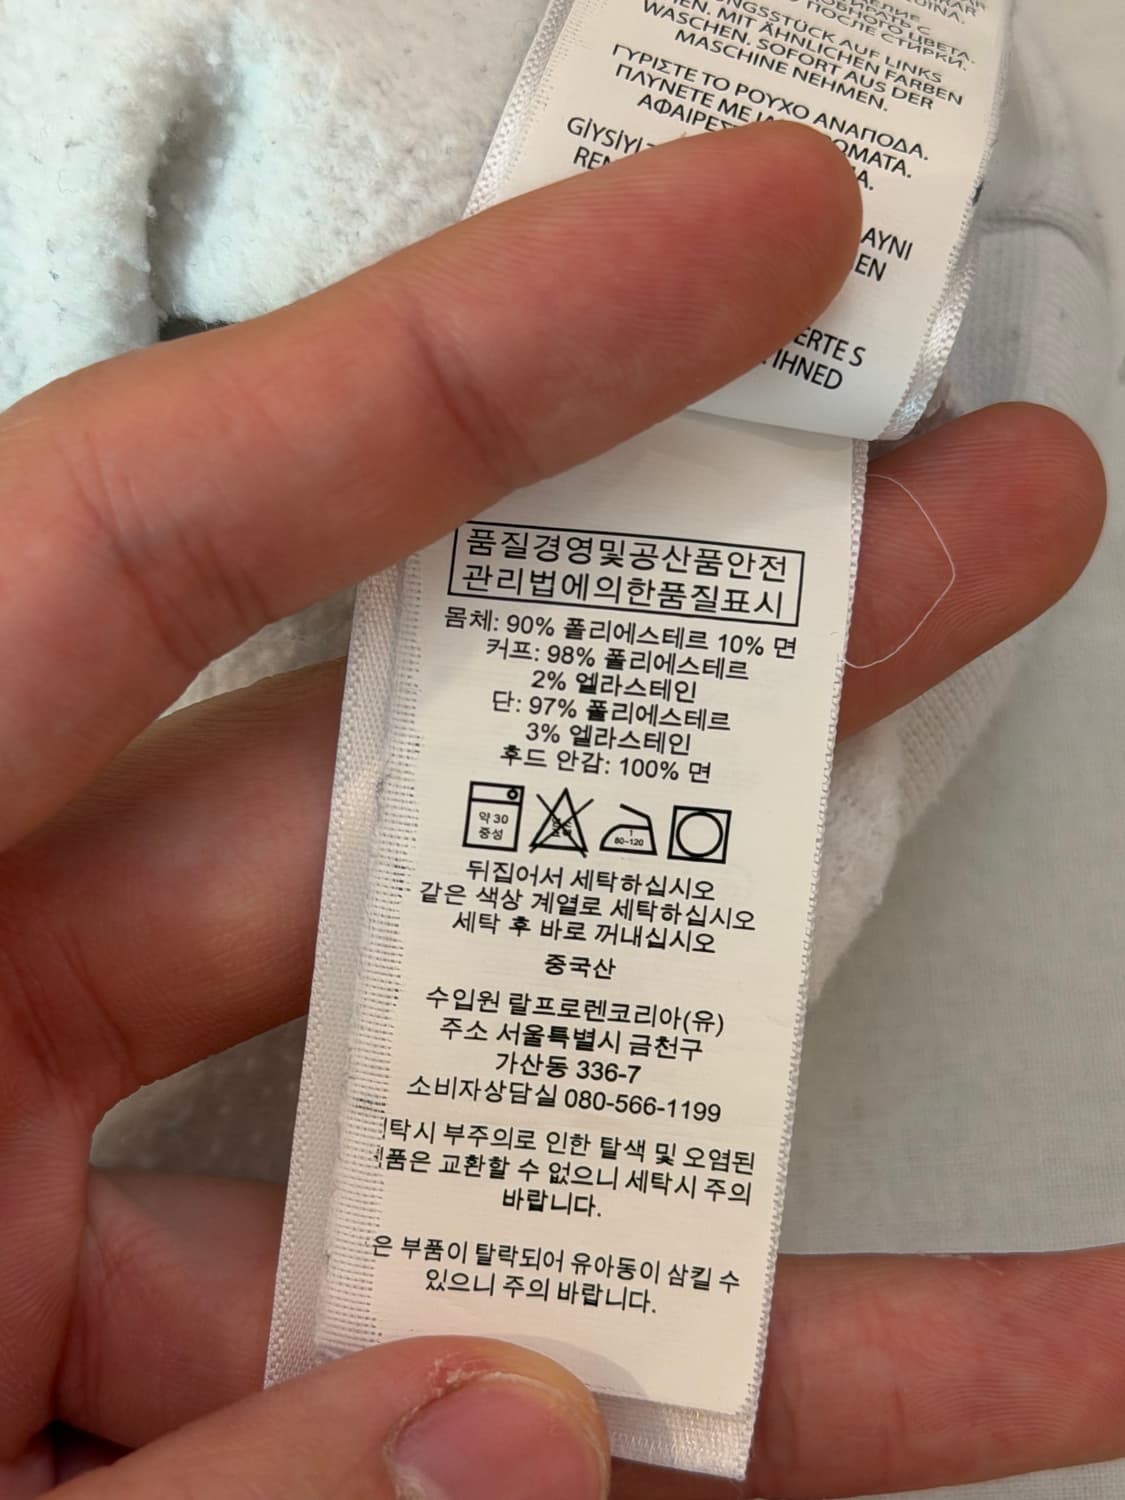 ПОСЛЕ СТИРКИ.
AUF LINKS
WASCHEN. MIT ÄHNLICHEN FARBEN
WASCHEN. SOFORT AUS DER
MASCHINE NEHMEN.
ΓΥΡΙΣΤΕ ΤΟ ΡΟΥΧΟ ΑΝΑΠΟΔΑ.
ΠΛΥΝΕΤΕ ΜΕ
GİYSİYİ
AYNI
품질경영및공산품안전
관리법에의한품질표시
몸체: 90% 폴리에스테르 10% 면
커프: 98% 폴리에스테르
2% 엘라스테인
단: 97% 폴리에스테르
3% 엘라스테인
후드 안감: 100% 면
약 30
중성
1
80~120
뒤집어서 세탁하십시오
같은 색상 계열로 세탁하십시오
세탁 후 바로 꺼내십시오
중국산
수입원 랄프로렌코리아(유)
주소 서울특별시 금천구
가산동 336-7
소비자상담실 080-566-1199
부주의로 인한 탈색 및 오염된
교환할 수 없으니 세탁시 주의
바랍니다.
부품이 탈락되어 유아동이 삼킬 수
있으니 주의 바랍니다.